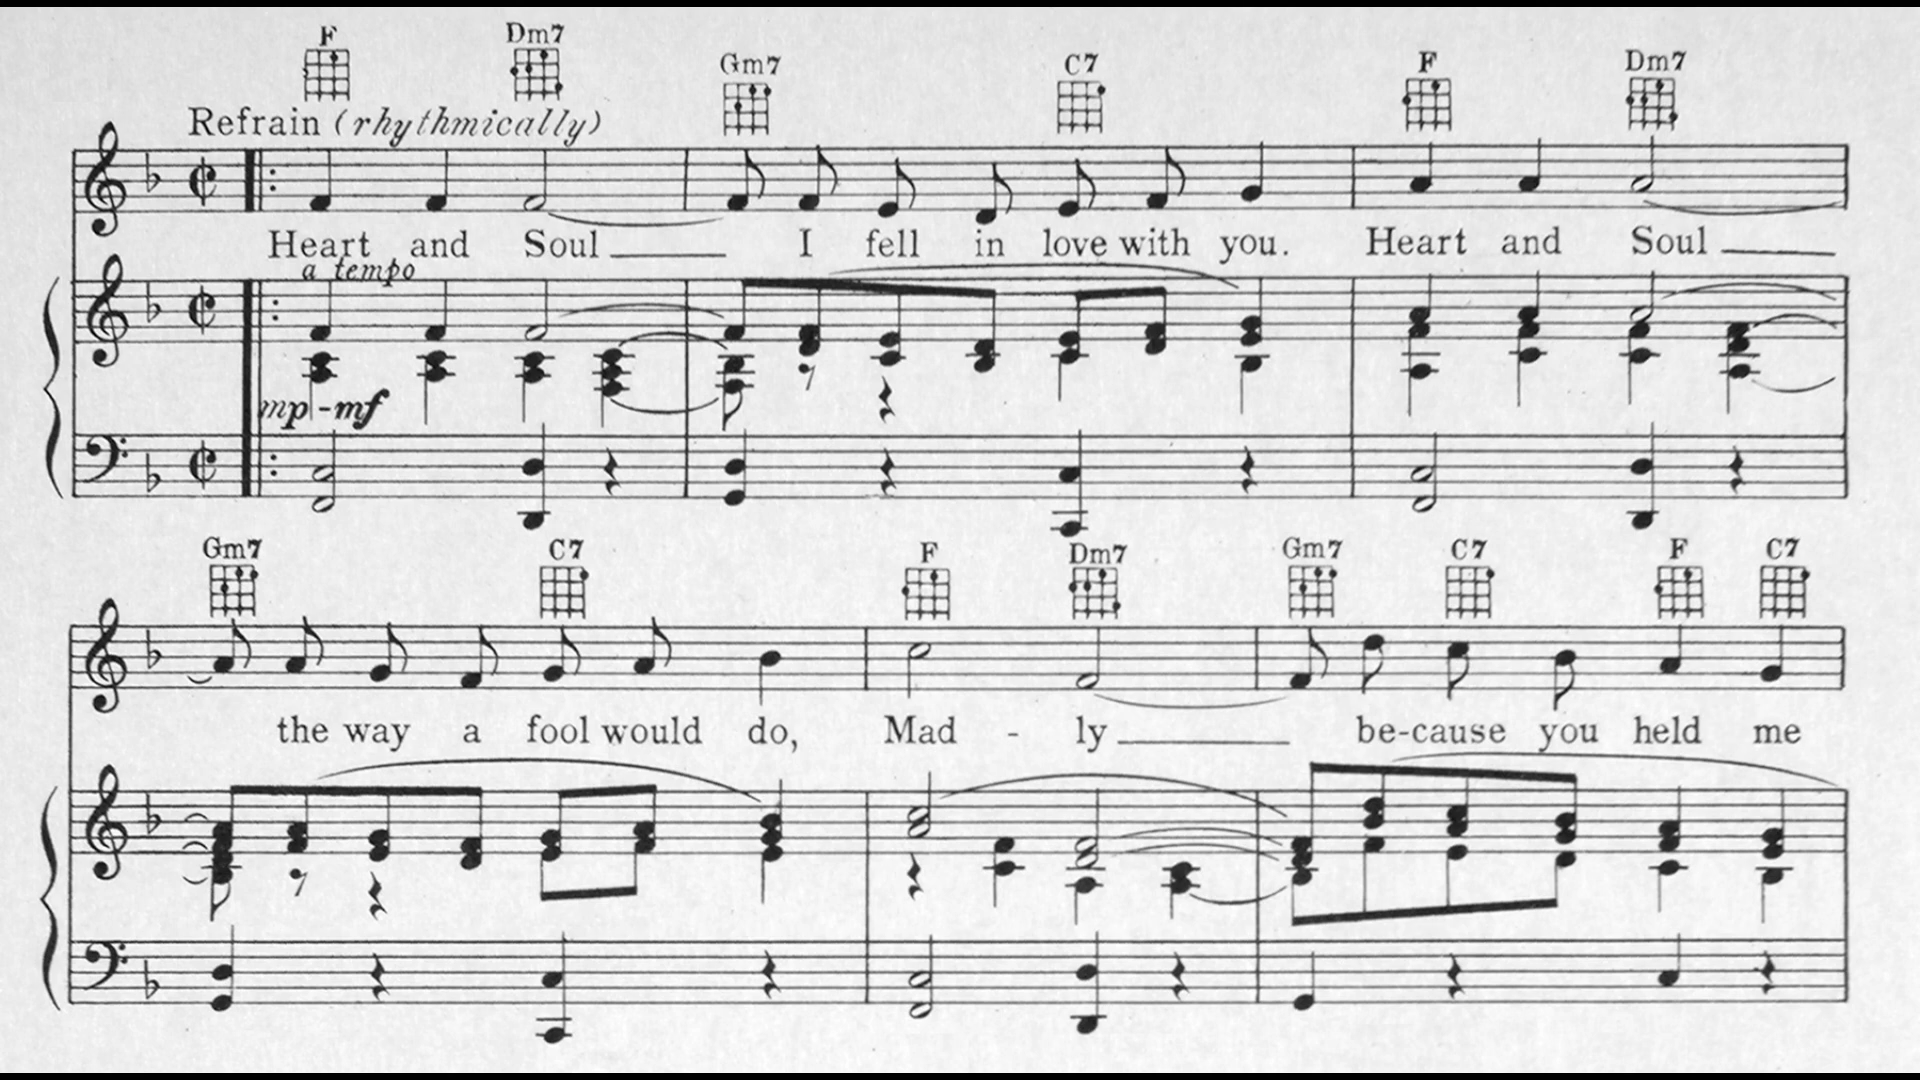 F Dm7 Gm7 C7 F Dm7
Refrain (rhythmically)
Heart and Soul I fell in love with you. Heart and Soul
a tempo
mp-mf
Gm7 C7 F Dm7 Gm7 C7 F C7
the way a fool would do, Mad - ly be-cause you held me